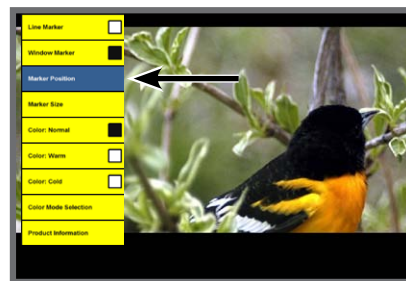 Line Marker
Window Marker
Marker Position
Marker Size
Color: Normal
Color: Warm
Color: Cold
Color Mode Selection
Product Information